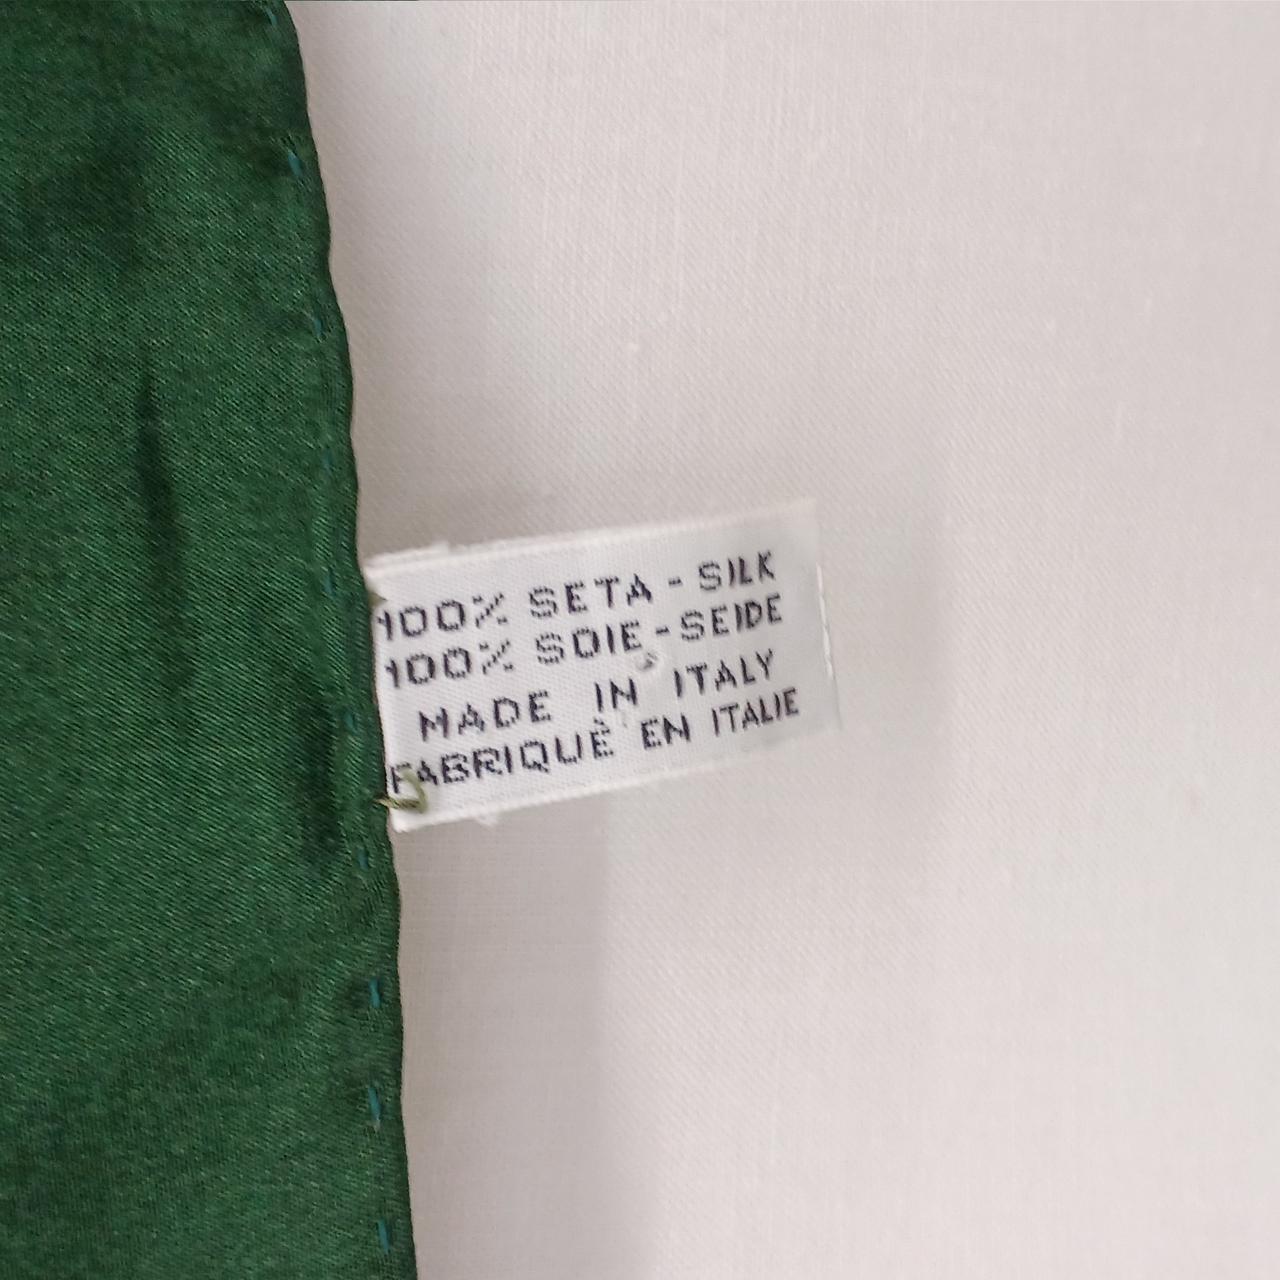 100% SETA - SILK
100% SOIE - SEIDE
MADE IN ITALY
FABRIQUÈ EN ITALIE